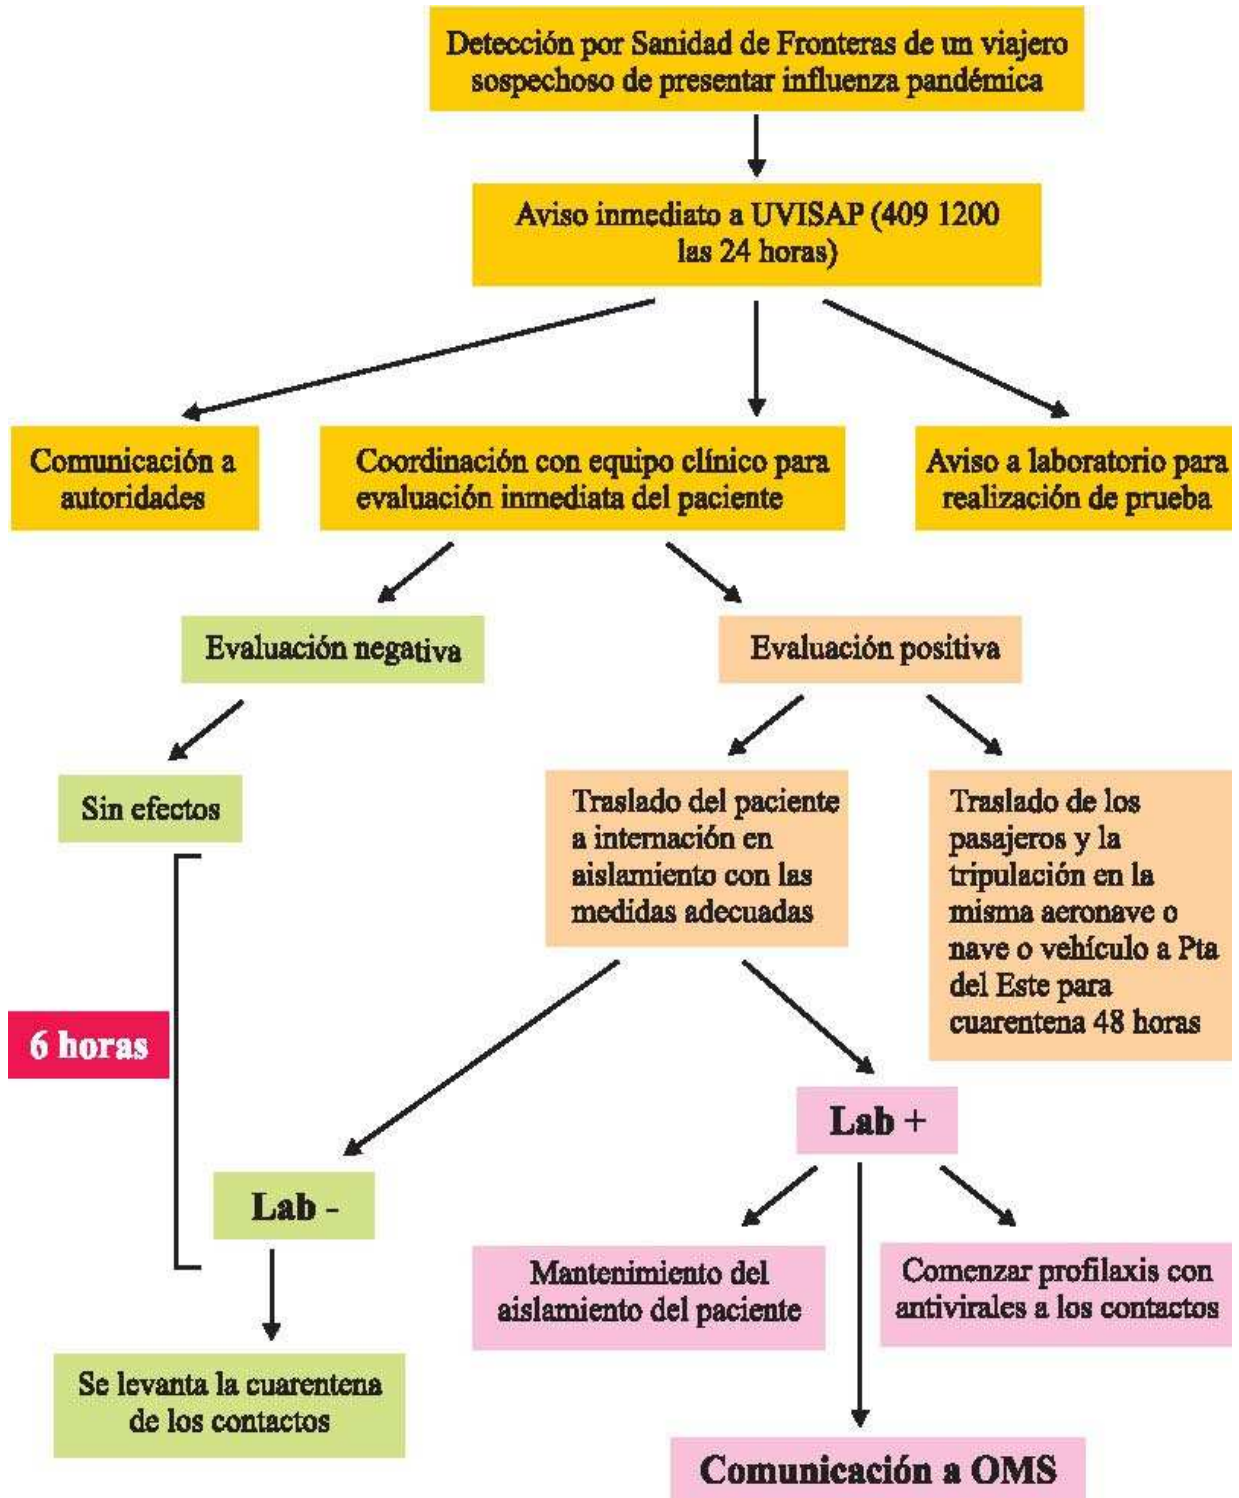 Detección por Sanidad de Fronteras de un viajero
sospechoso de presentar influenza pandémica
Aviso inmediato a UVISAP (409 1200
las 24 horas)
Comunicación a
autoridades
Coordinación con equipo clínico para
evaluación inmediata del paciente
Aviso a laboratorio para
realización de prueba
Evaluación negativa
Evaluación positiva
Sin efectos
Traslado del paciente
a internación en
aislamiento con las
medidas adecuadas
Traslado de los
pasajeros y la
tripulación en la
misma aeronave o
nave o vehículo a Pta
del Este para
cuarentena 48 horas
6 horas
Lab +
Lab -
Mantenimiento del
aislamiento del paciente
Comenzar profilaxis con
antivirales a los contactos
Se levanta la cuarentena
de los contactos
Comunicación a OMS